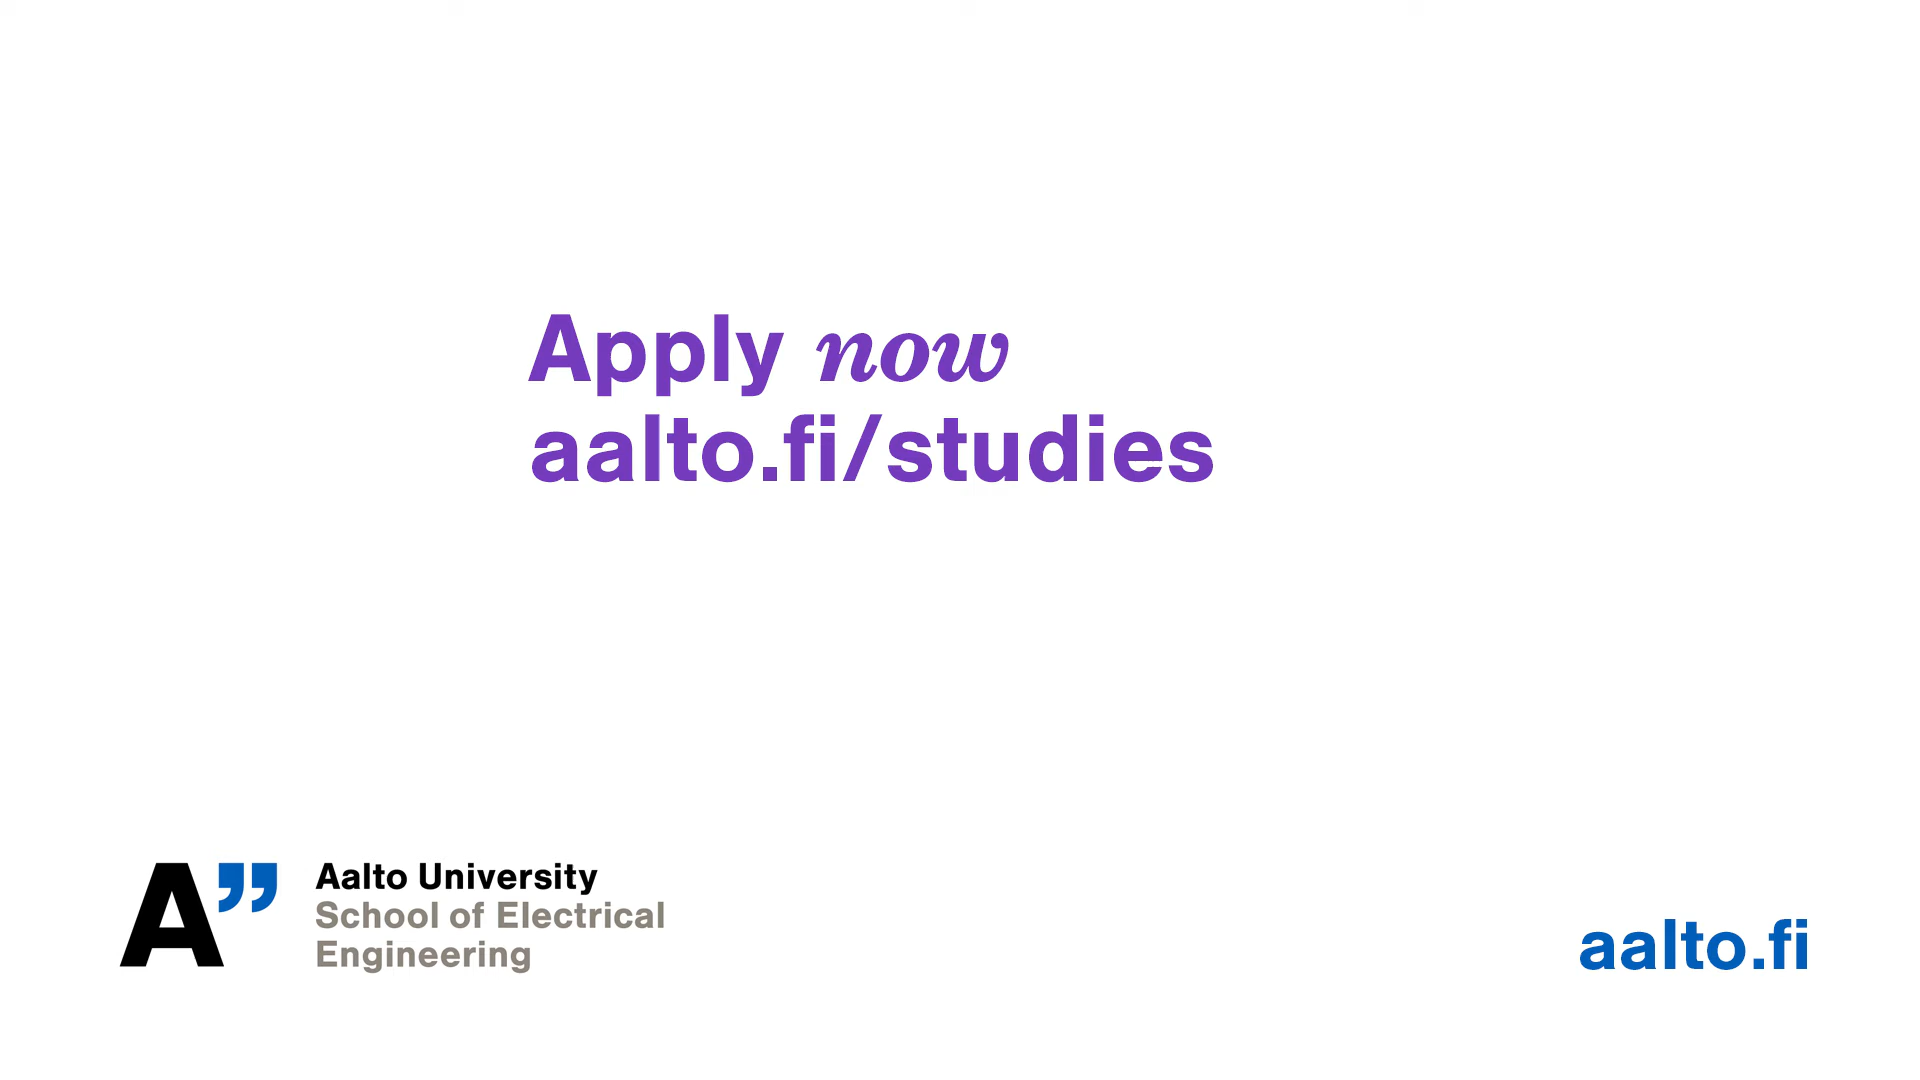 Apply now
aalto.fi/studies
A”
Aalto University
School of Electrical
Engineering
aalto.fi